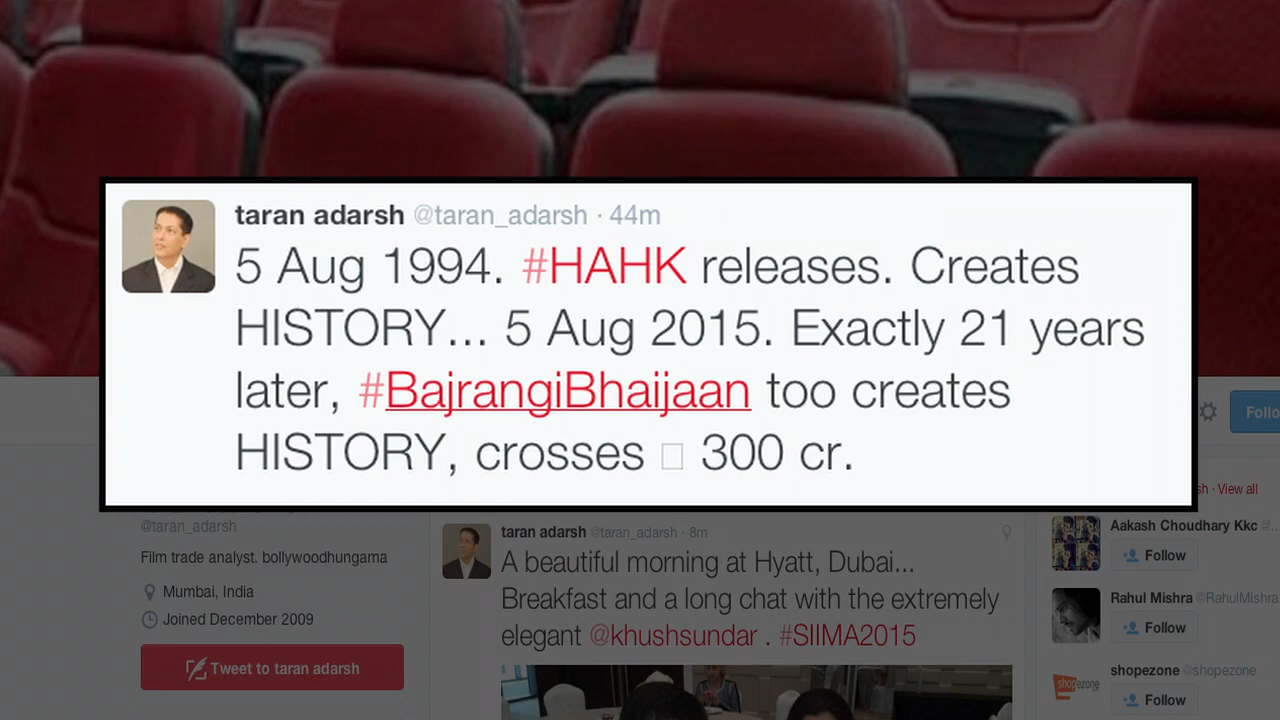 taran adarsh @taran_adarsh · 44m
5 Aug 1994. #HAHK releases. Creates
HISTORY... 5 Aug 2015. Exactly 21 years
later, #BajrangiBhaijaan too creates
HISTORY, crosses □ 300 cr.
@taran_adarsh
Film trade analyst. bollywoodhungama
Mumbai, India
Joined December 2009
Tweet to taran adarsh
taran adarsh @taran_adarsh · 8m
A beautiful morning at Hyatt, Dubai...
Breakfast and a long chat with the extremely
elegant @khushsundar . #SIIMA2015
· View all
Aakash Choudhary Kkc @...
Follow
Rahul Mishra @RahulMishra
Follow
shopezone @shopezone
shopezone
Follow